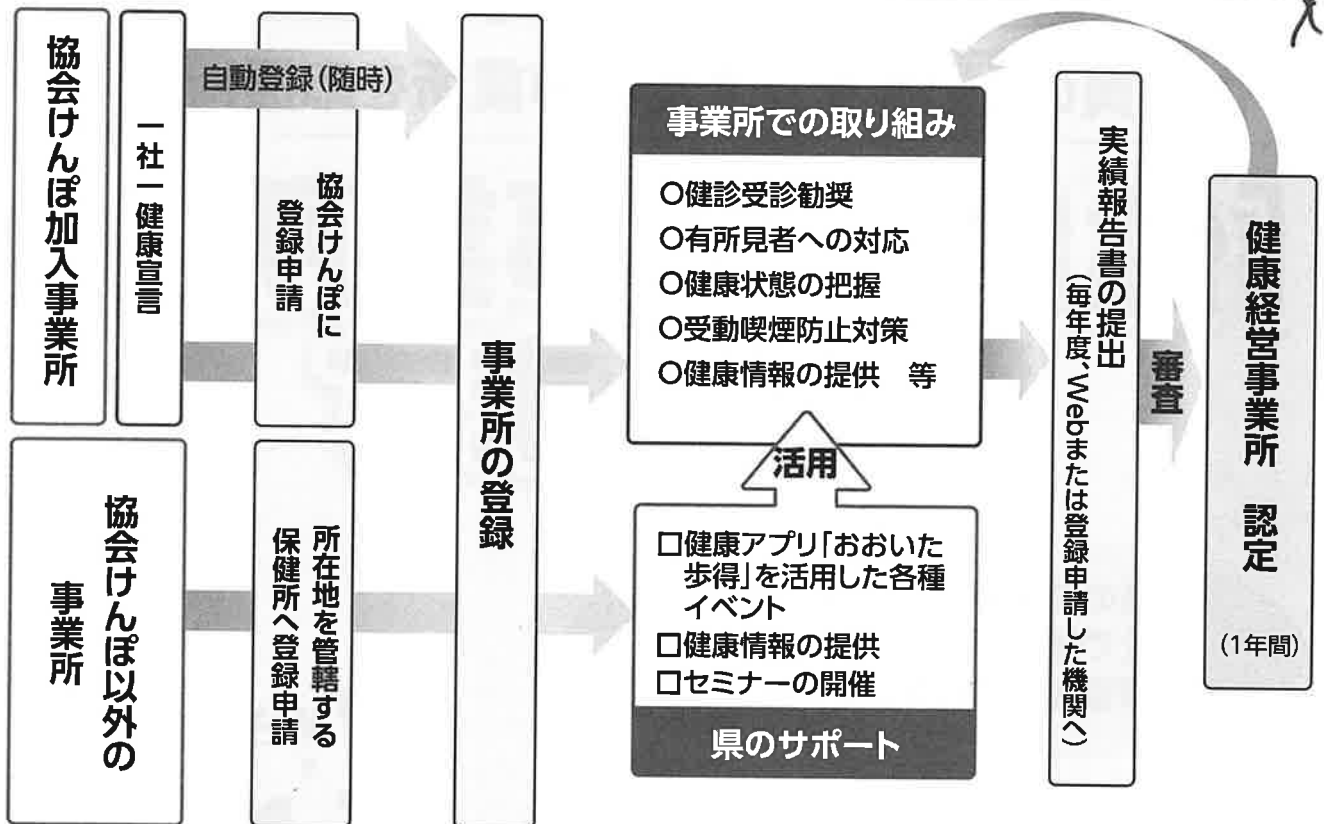 協会けんぽ加入事業所
一社一健康宣言
自動登録(随時)
協会けんぽに
登録申請
協会けんぽ以外の
事業所
所在地を管轄する
保健所へ登録申請
事業所の登録
事業所での取り組み
○健診受診勧奨
○有所見者への対応
○健康状態の把握
○受動喫煙防止対策
○健康情報の提供 等
活用
□健康アプリ「おおいた
歩得」を活用した各種
イベント
□健康情報の提供
□セミナーの開催
県のサポート
実績報告書の提出
(毎年度、Webまたは登録申請した機関へ)
審査
健康経営事業所 認定
(1年間)